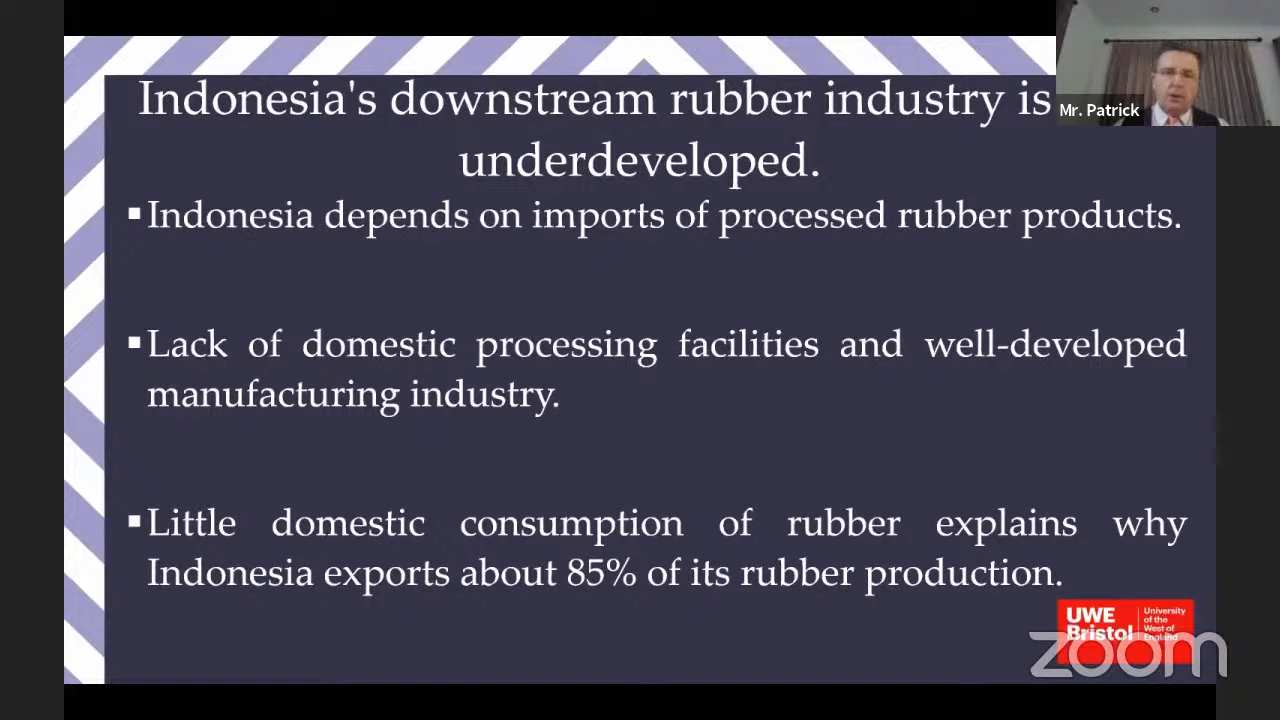 Indonesia's downstream rubber industry is
underdeveloped.
Mr. Patrick
▪Indonesia depends on imports of processed rubber products.
▪Lack of domestic processing facilities and well-developed
manufacturing industry.
▪Little domestic consumption of rubber explains why
Indonesia exports about 85% of its rubber production.
UWE
Bristol
University
of the
West of
England
zoom